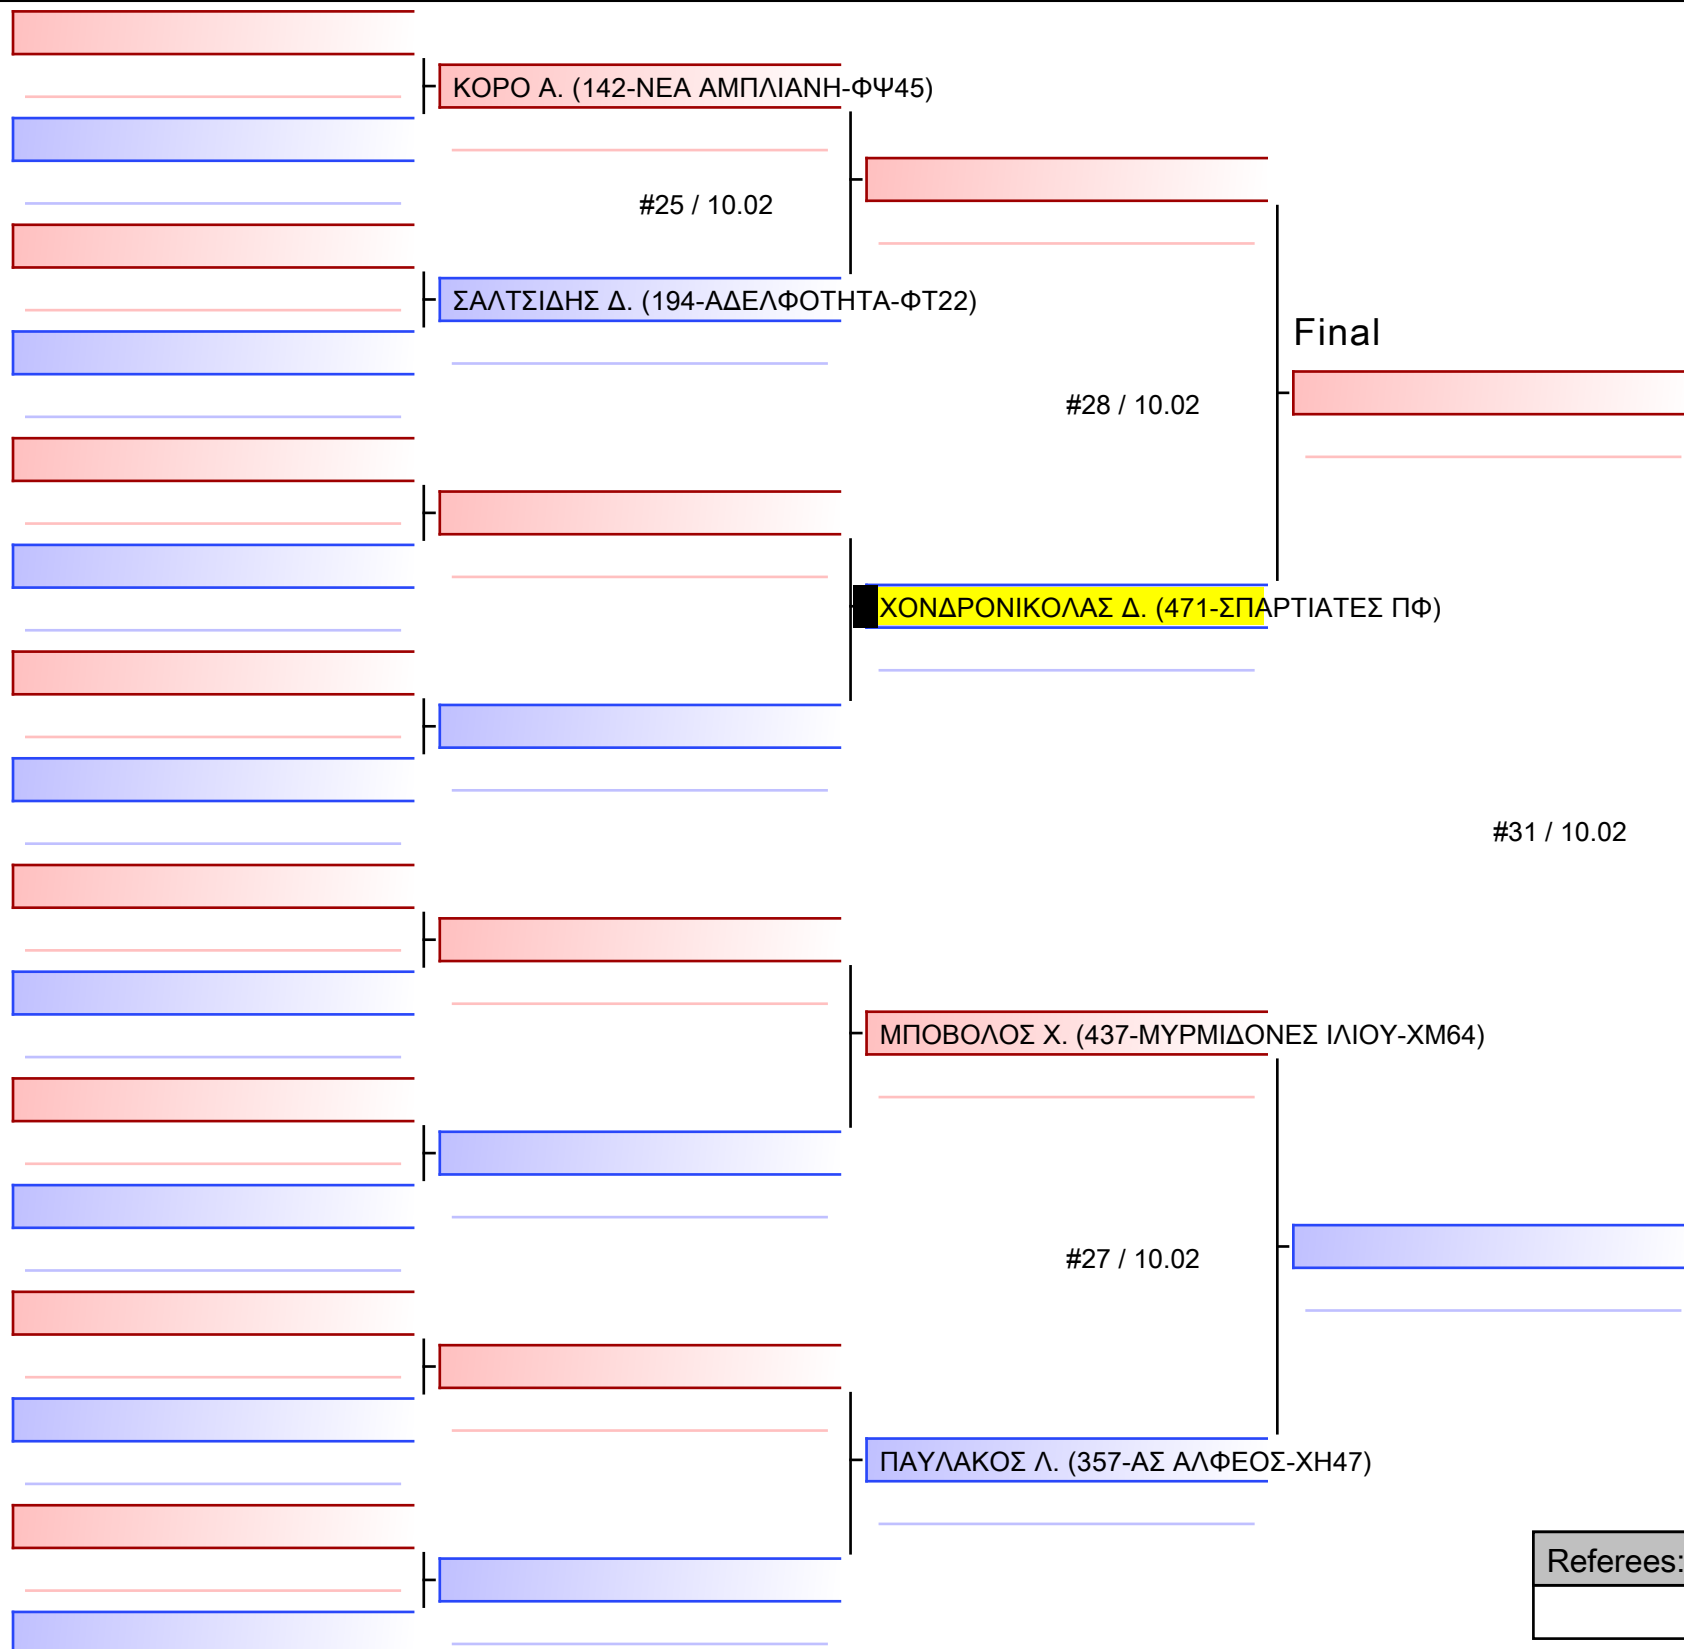 ΚΟΡΟ Α. (142-ΝΕΑ ΑΜΠΛΙΑΝΗ-ΦΨ45)
#25 / 10.02
ΣΑΛΤΣΙΔΗΣ Δ. (194-ΑΔΕΛΦΟΤΗΤΑ-ΦΤ22)
Final
#28 / 10.02
ΧΟΝΔΡΟΝΙΚΟΛΑΣ Δ. (471-ΣΠΑΡΤΙΑΤΕΣ ΠΦ)
#31 / 10.02
ΜΠΟΒΟΛΟΣ Χ. (437-ΜΥΡΜΙΔΟΝΕΣ ΙΛΙΟΥ-ΧΜ64)
#27 / 10.02
ΠΑΥΛΑΚΟΣ Λ. (357-ΑΣ ΑΛΦΕΟΣ-ΧΗ47)
Referees: